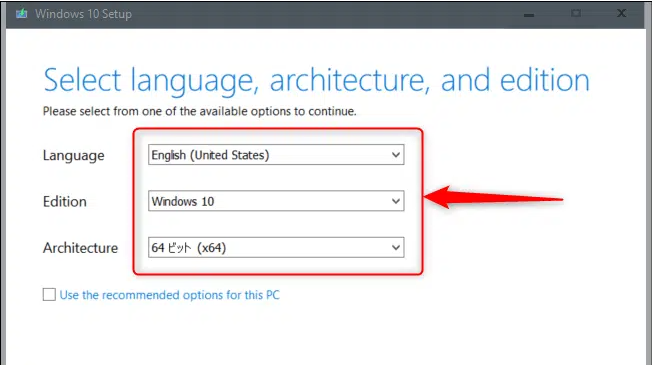 Windows 10 Setup
Select language, architecture, and edition
Please select from one of the available options to continue.
Language English (United States)
Edition Windows 10
Architecture 64 ビット (x64)
Use the recommended options for this PC